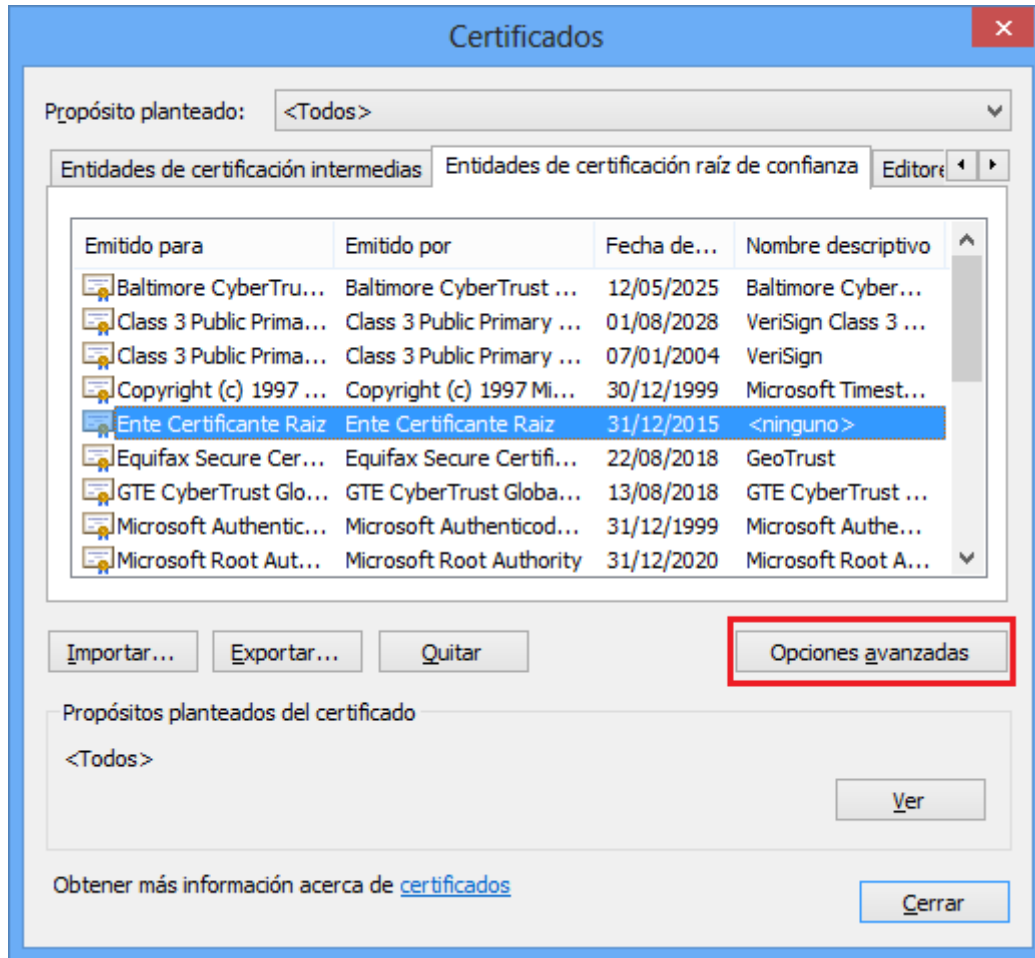 Certificados
Propósito planteado: <Todos>
Entidades de certificación intermedias Entidades de certificación raíz de confianza Editore
Emitido para Emitido por Fecha de... Nombre descriptivo
Baltimore CyberTru... Baltimore CyberTrust ... 12/05/2025 Baltimore Cyber...
Class 3 Public Prima... Class 3 Public Primary ... 01/08/2028 VeriSign Class 3 ...
Class 3 Public Prima... Class 3 Public Primary ... 07/01/2004 VeriSign
Copyright (c) 1997 ... Copyright (c) 1997 Mi... 30/12/1999 Microsoft Timest...
Ente Certificante Raiz Ente Certificante Raiz 31/12/2015 <ninguno>
Equifax Secure Cer... Equifax Secure Certifi... 22/08/2018 GeoTrust
GTE CyberTrust Glo... GTE CyberTrust Globa... 13/08/2018 GTE CyberTrust ...
Microsoft Authentic... Microsoft Authenticod... 31/12/1999 Microsoft Authe...
Microsoft Root Aut... Microsoft Root Authority 31/12/2020 Microsoft Root A...
Importar... Exportar... Quitar Opciones avanzadas
Propósitos planteados del certificado
<Todos>
Ver
Obtener más información acerca de certificados
Cerrar